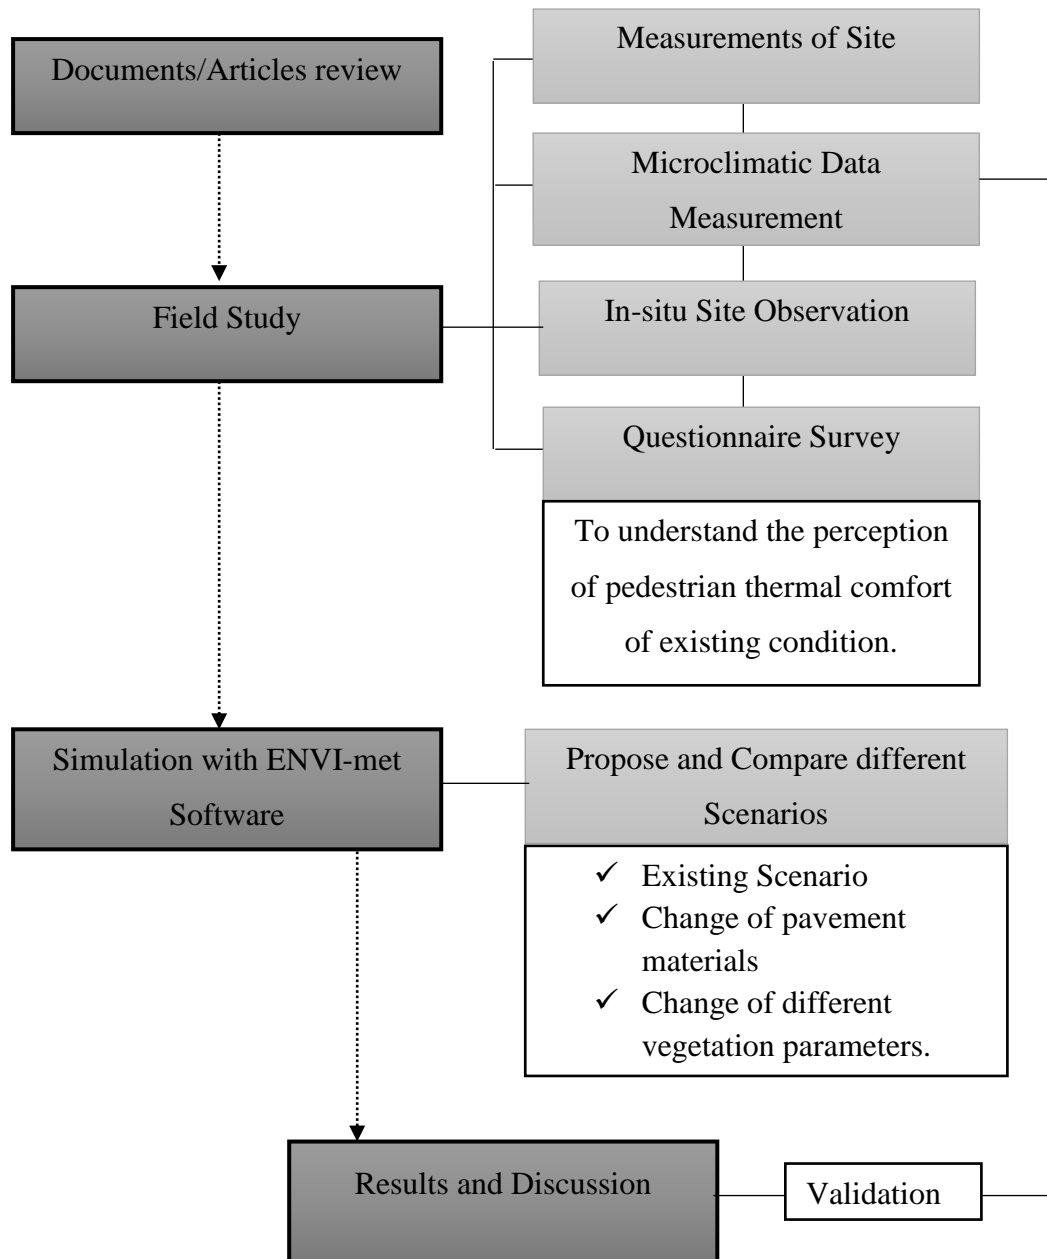 Documents/Articles review
Measurements of Site
Microclimatic Data
Measurement
Field Study
In-situ Site Observation
Questionnaire Survey
To understand the perception
of pedestrian thermal comfort
of existing condition.
Simulation with ENVI-met
Software
Propose and Compare different
Scenarios
✓ Existing Scenario
✓ Change of pavement
materials
✓ Change of different
vegetation parameters.
Results and Discussion
Validation